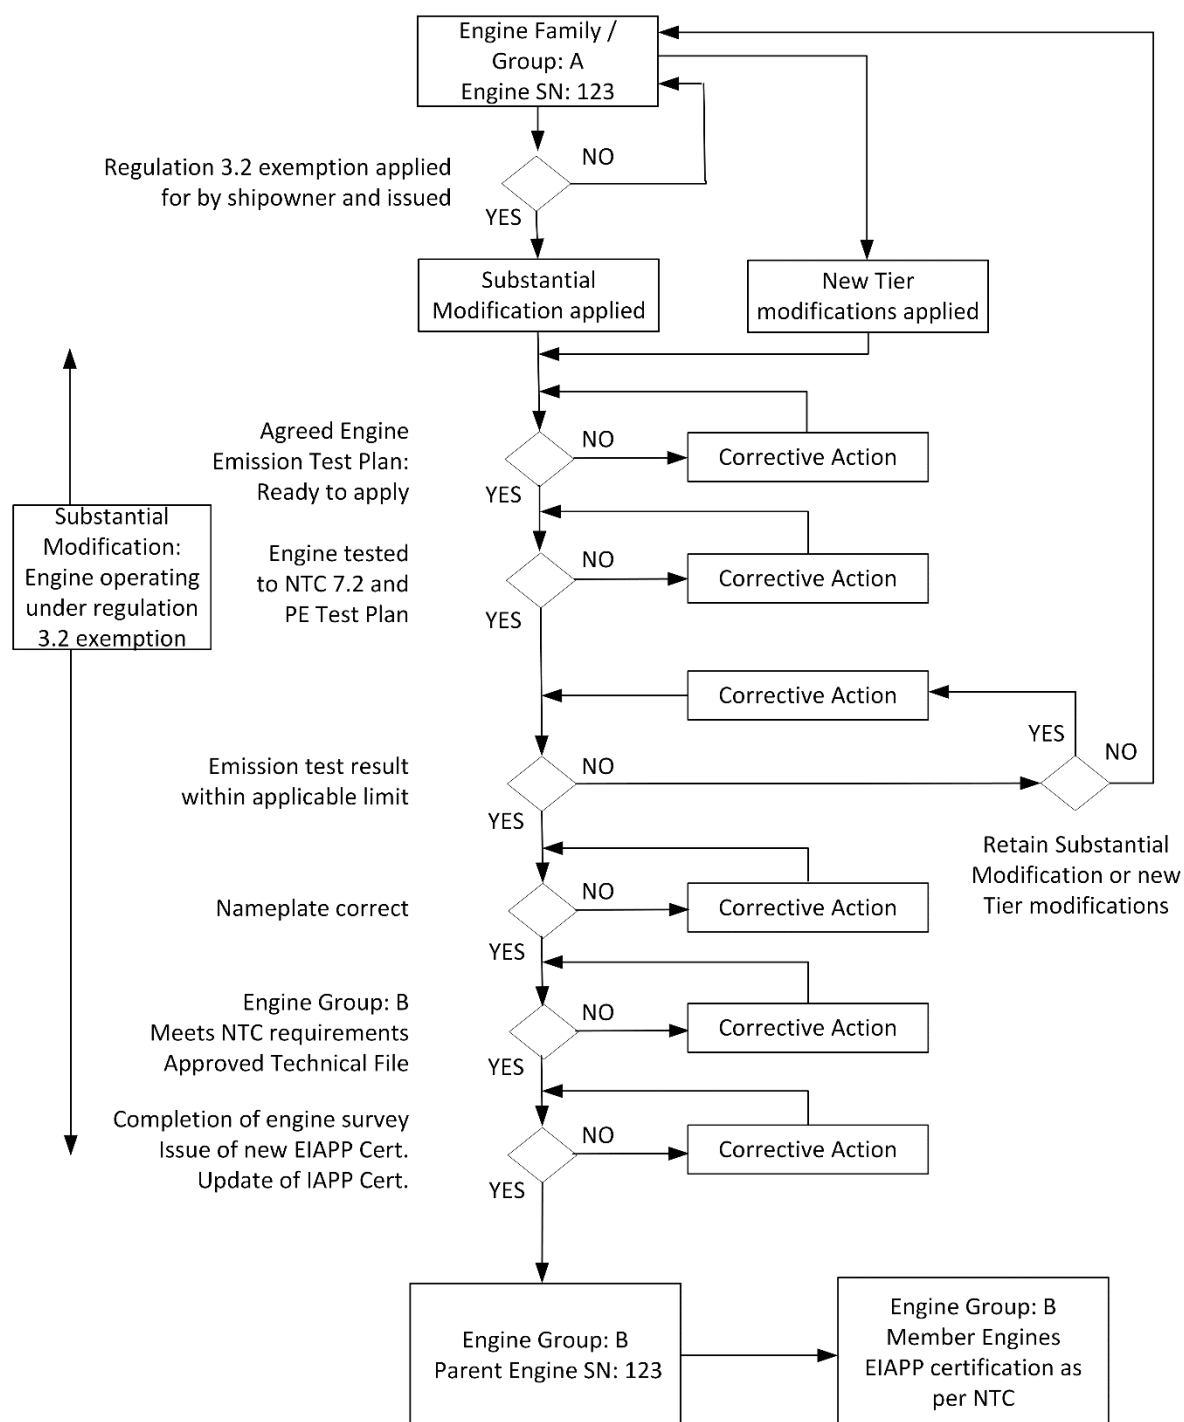 Engine Family /
Group: A
Engine SN: 123
Regulation 3.2 exemption applied
for by shipowner and issued
NO
YES
Substantial
Modification applied
New Tier
modifications applied
Agreed Engine
Emission Test Plan:
Ready to apply
NO
YES
Corrective Action
Substantial
Modification:
Engine operating
under regulation
3.2 exemption
Engine tested
to NTC 7.2 and
PE Test Plan
NO
YES
Corrective Action
Corrective Action
YES
NO
Emission test result
within applicable limit
NO
YES
Retain Substantial
Modification or new
Tier modifications
Nameplate correct
NO
YES
Corrective Action
Engine Group: B
Meets NTC requirements
Approved Technical File
NO
YES
Corrective Action
Completion of engine survey
Issue of new EIAPP Cert.
Update of IAPP Cert.
NO
YES
Corrective Action
Engine Group: B
Parent Engine SN: 123
Engine Group: B
Member Engines
EIAPP certification as
per NTC